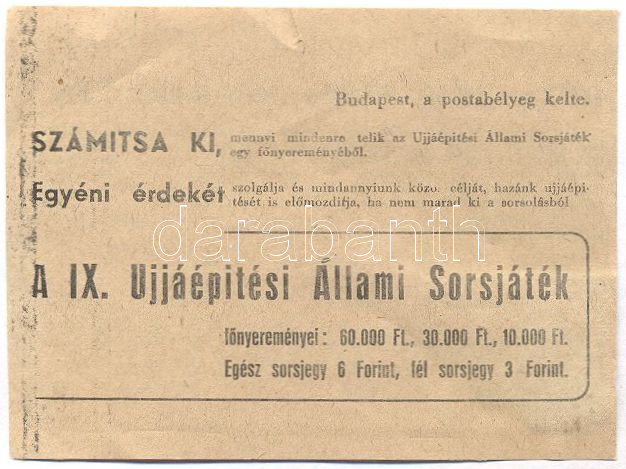 Budapest, a postabélyeg kelte.
SZÁMITSA KI, mennyi mindenre telik az Ujjáépitési Állami Sorsjáték
egy főnyereményéből.
Egyéni érdekét szolgálja és mindannyiunk közo. célját, hazánk ujjáépi-
tését is előmozditja, ha nem marad ki a sorsolásból
darabanth
A IX. Ujjáépitési Állami Sorsjáték
főnyereményei: 60.000 Ft., 30.000 Ft., 10.000 Ft.
Egész sorsjegy 6 Forint, fél sorsjegy 3 Forint.